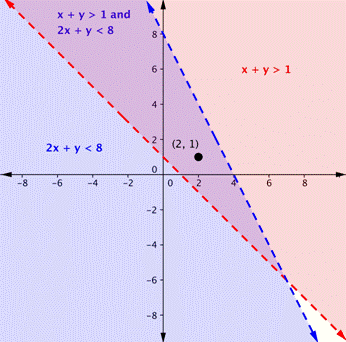 x + y > 1 and
2x + y < 8
8
x + y > 1
6
4
2x + y < 8
2
(2, 1)
-8 -6 -4 -2 0 2 4 6 8
-2
-4
-6
-8